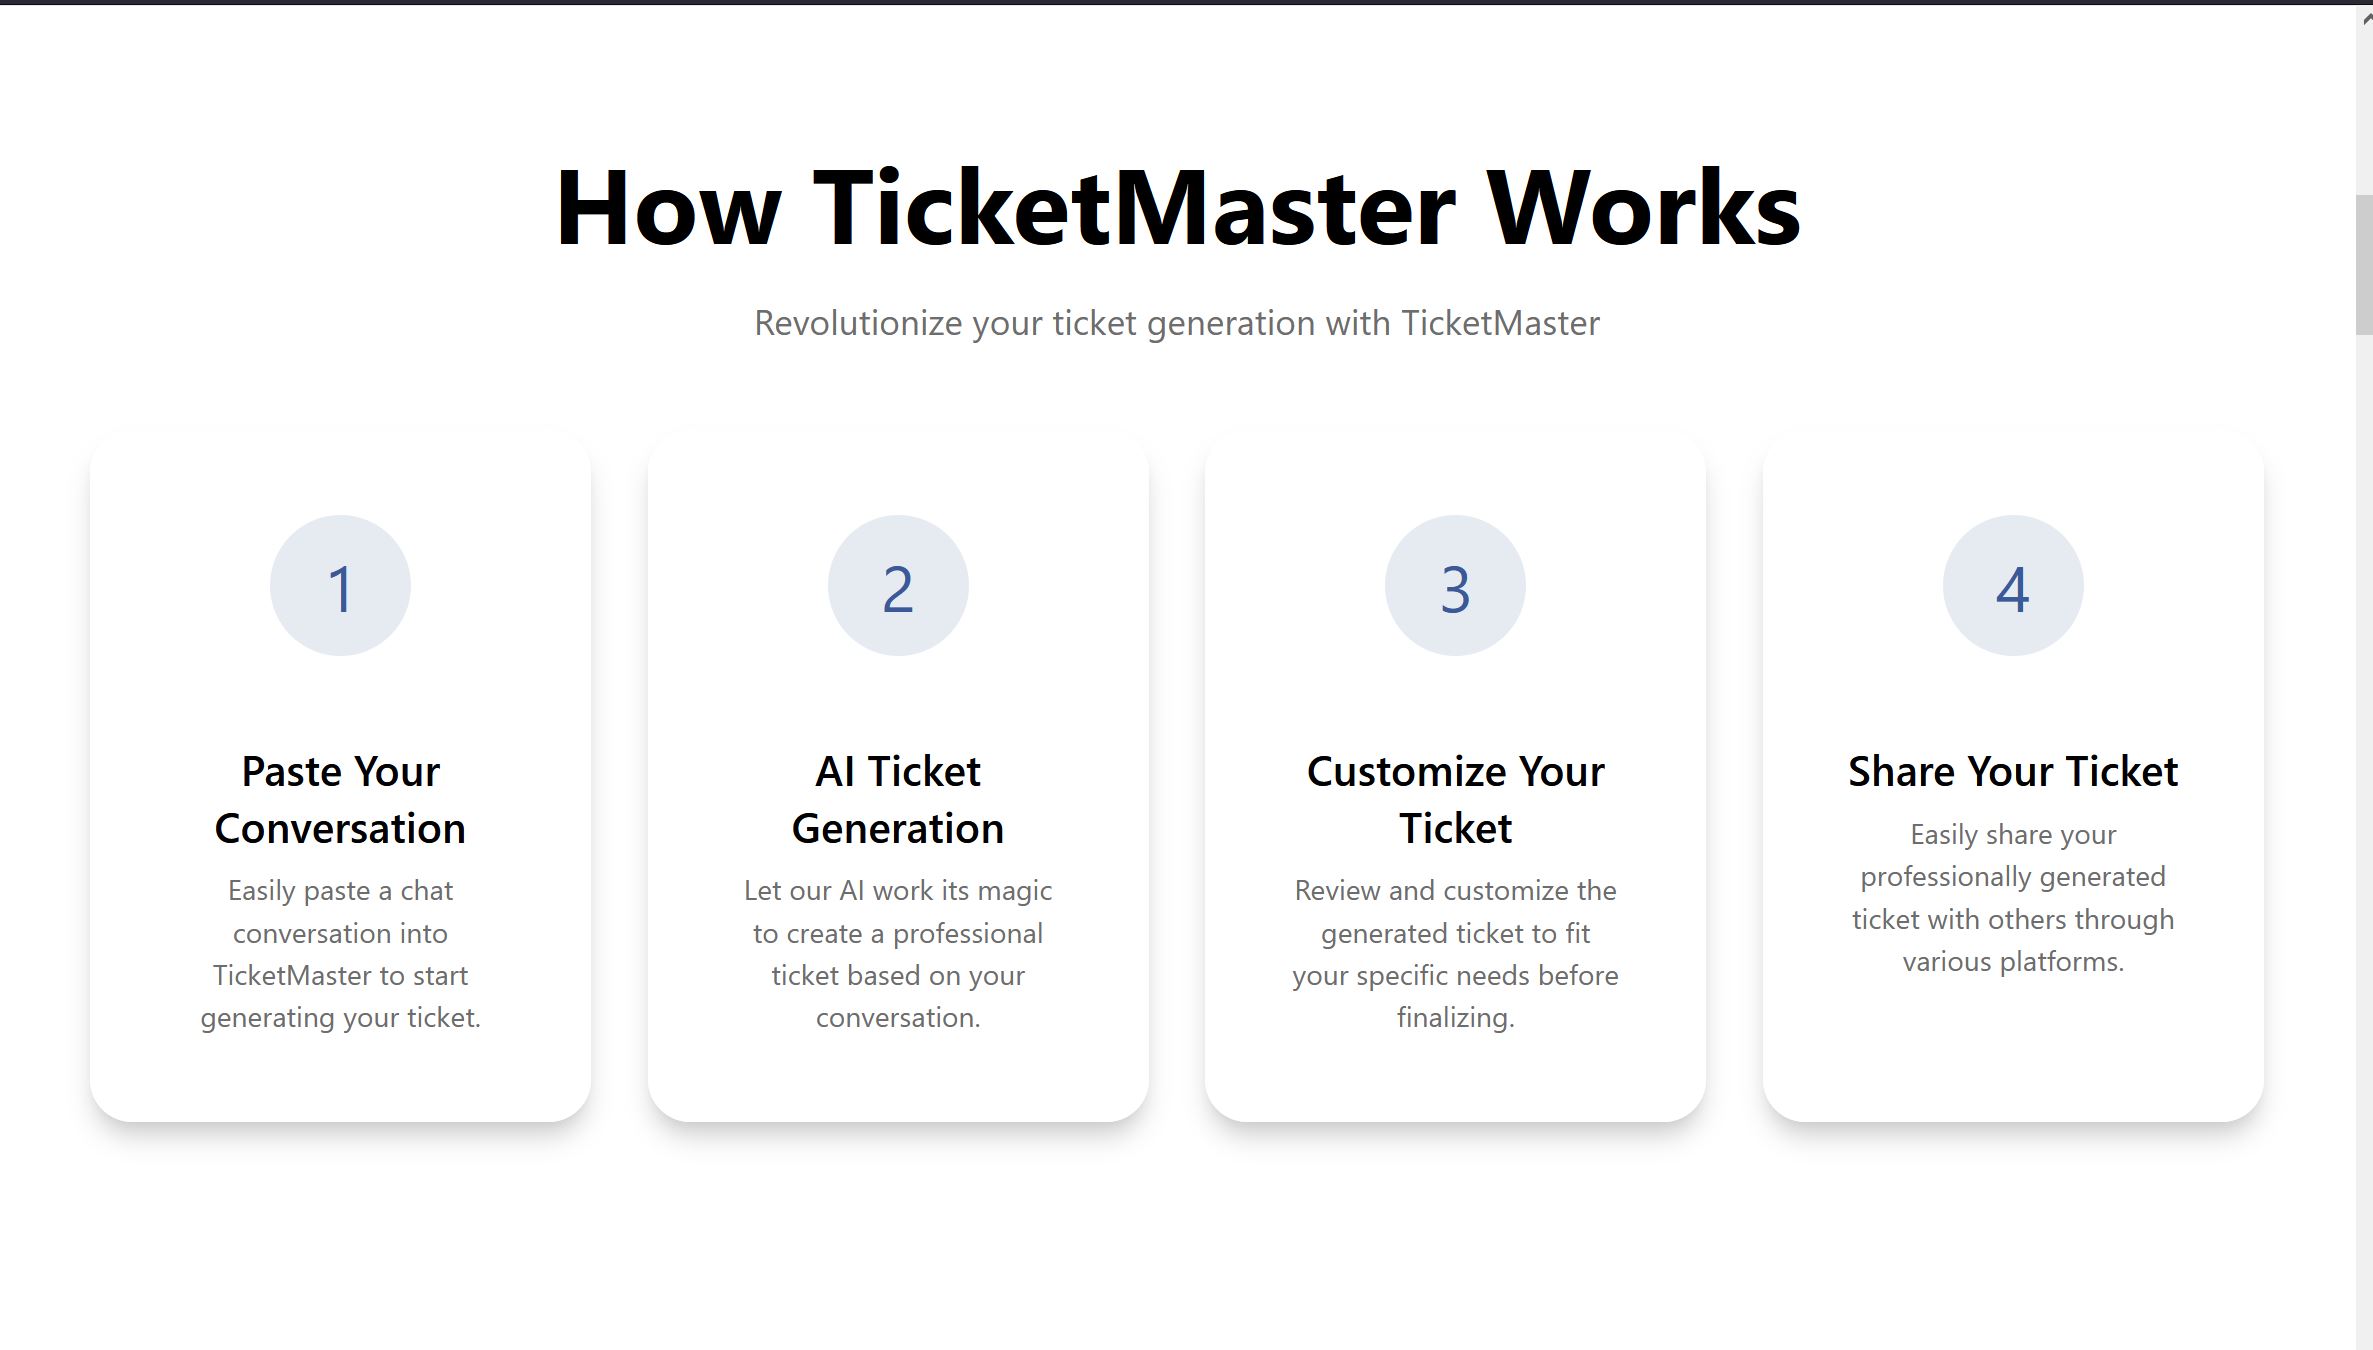 How TicketMaster Works
Revolutionize your ticket generation with TicketMaster
1
Paste Your
Conversation
Easily paste a chat
conversation into
TicketMaster to start
generating your ticket.
2
AI Ticket
Generation
Let our AI work its magic
to create a professional
ticket based on your
conversation.
3
Customize Your
Ticket
Review and customize the
generated ticket to fit
your specific needs before
finalizing.
4
Share Your Ticket
Easily share your
professionally generated
ticket with others through
various platforms.